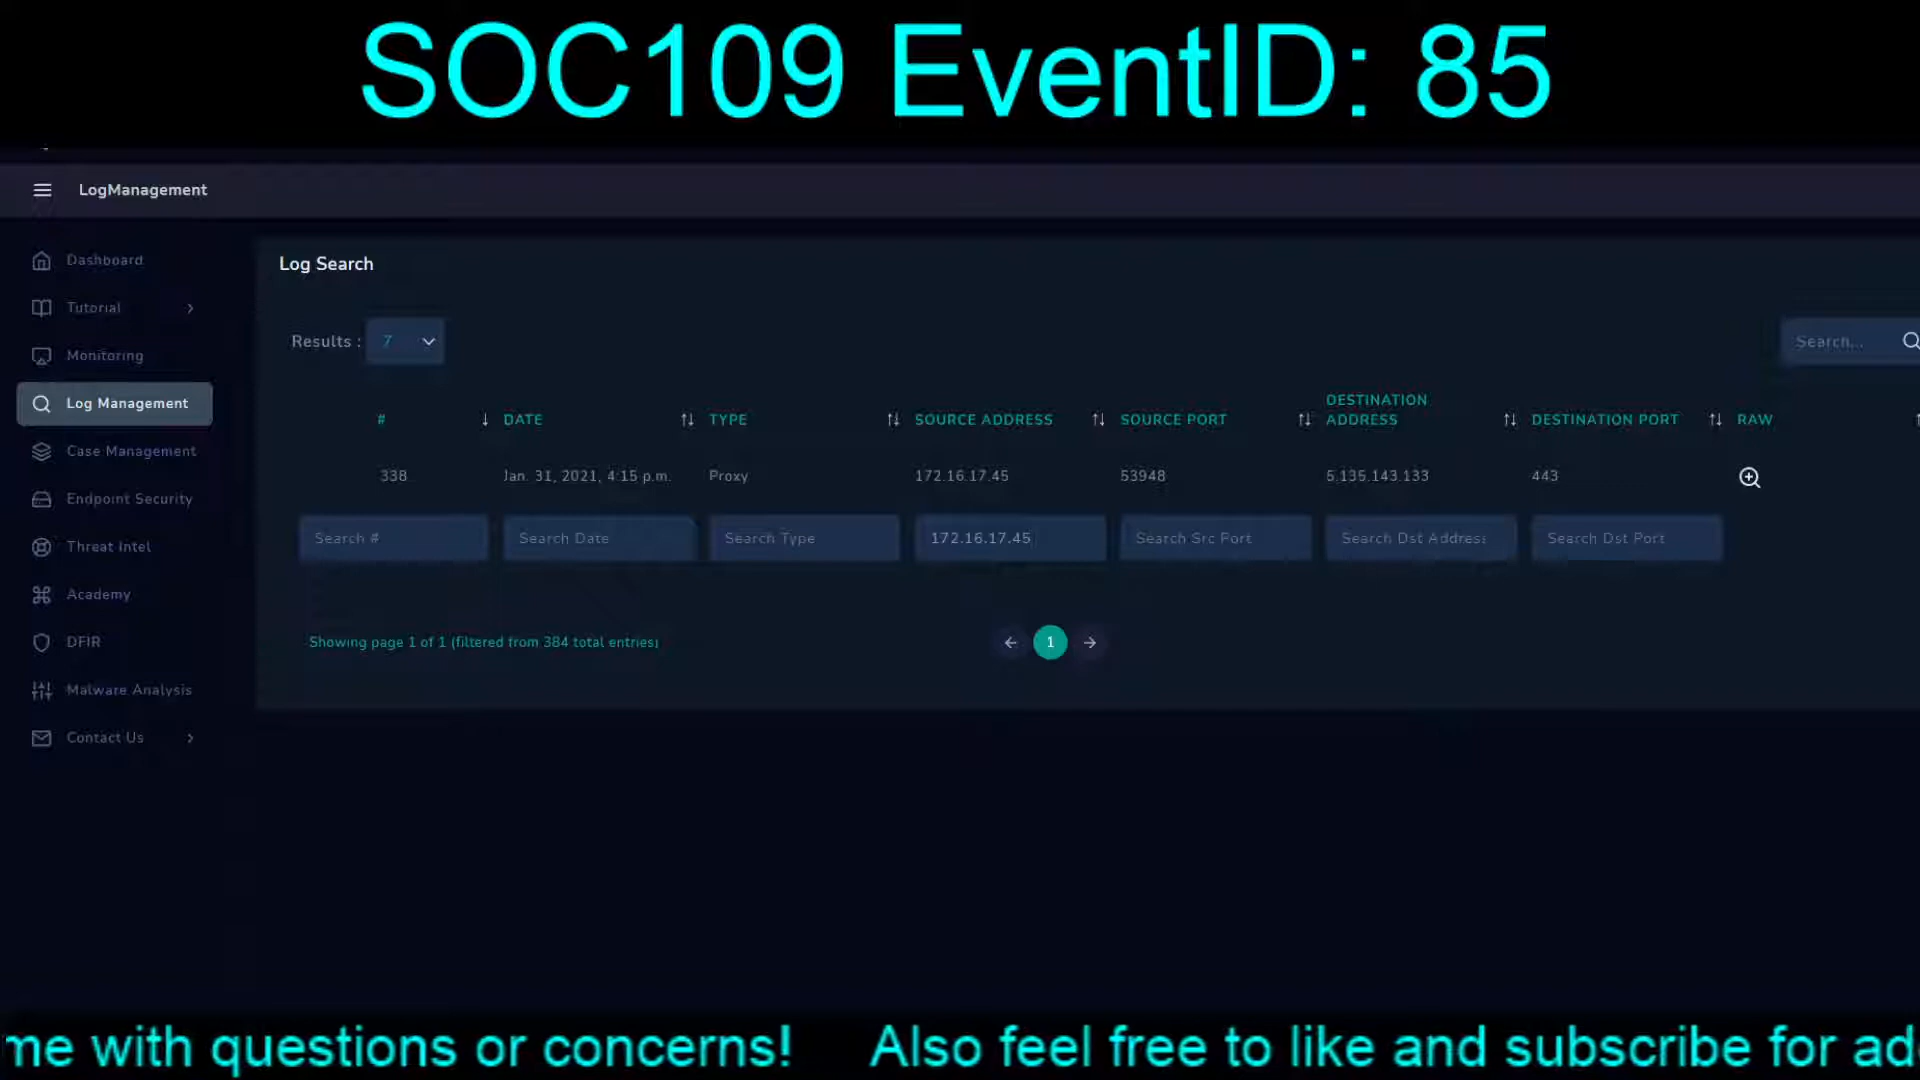 SOC109 EventID: 85
LogManagement
Dashboard
Tutorial
Monitoring
Log Management
Case Management
Endpoint Security
Threat Intel
Academy
DFIR
Malware Analysis
Contact Us
Log Search
Results : 7
Search...
# DATE TYPE SOURCE ADDRESS SOURCE PORT DESTINATION ADDRESS DESTINATION PORT RAW
338 Jan. 31, 2021, 4:15 p.m. Proxy 172.16.17.45 53948 5.135.143.133 443
Search # Search Date Search Type 172.16.17.45 Search Src Port Search Dst Address Search Dst Port
Showing page 1 of 1 (filtered from 384 total entries)
1
me with questions or concerns! Also feel free to like and subscribe for